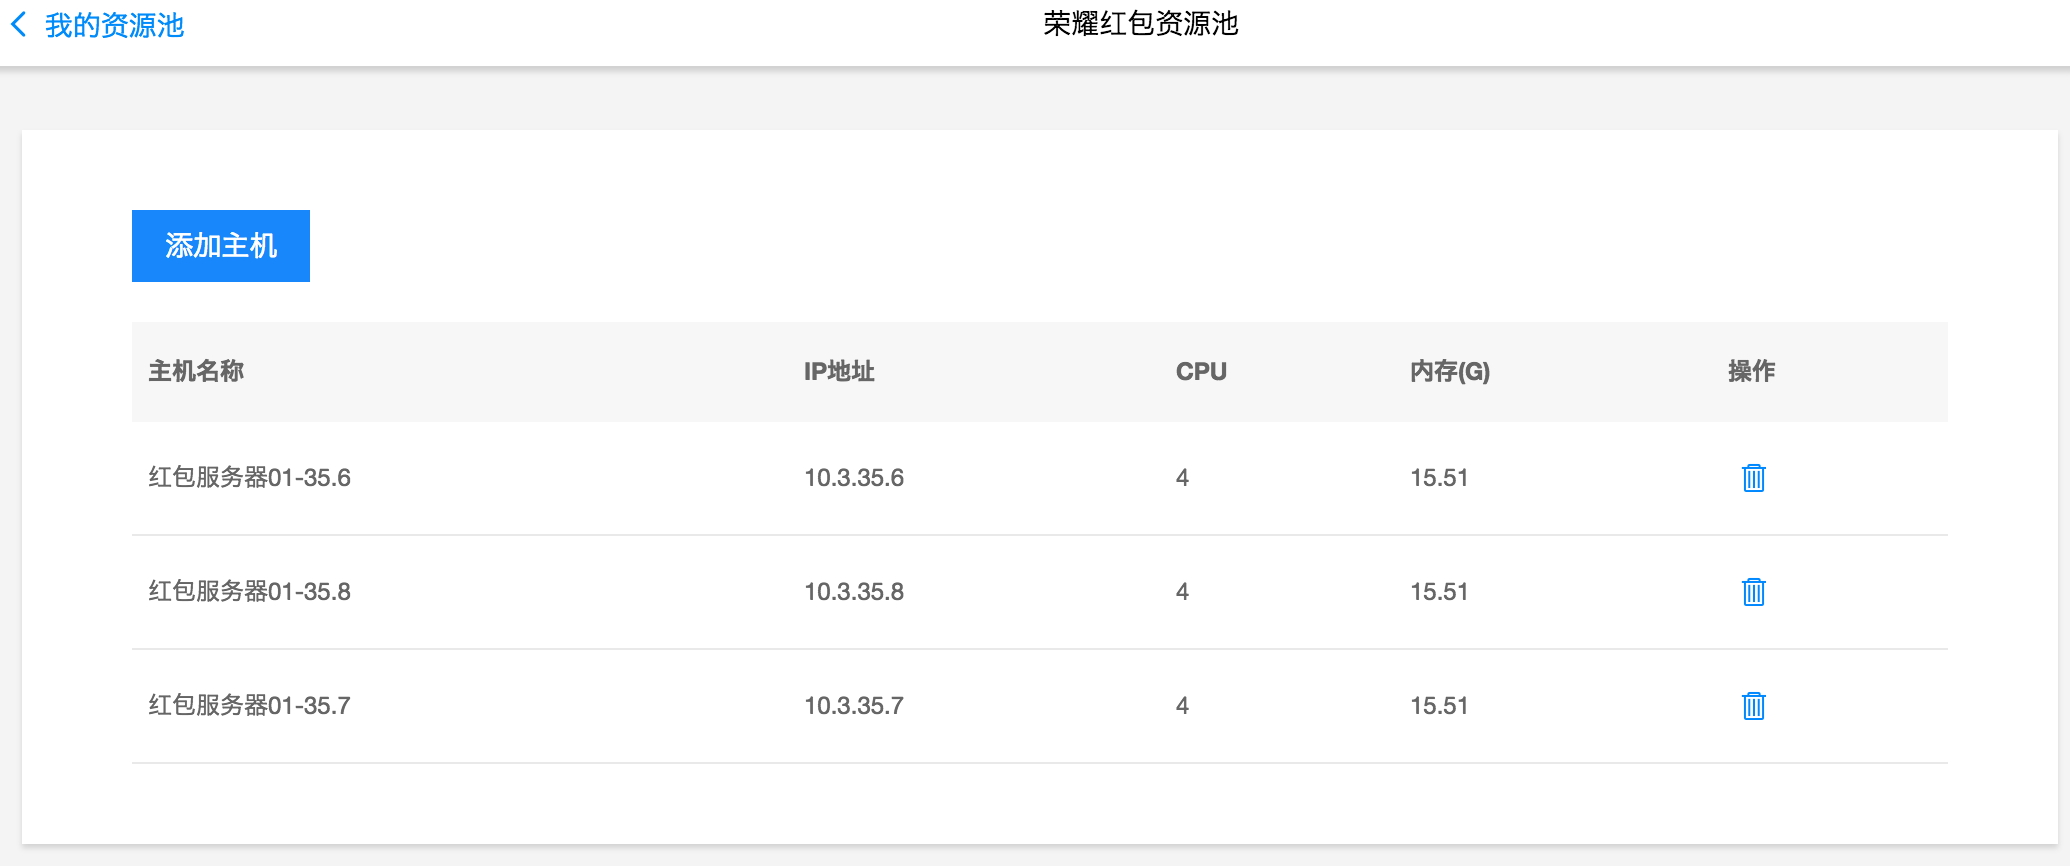 我的资源池 荣耀红包资源池
添加主机
主机名称 IP地址 CPU 内存(G) 操作
红包服务器01-35.6 10.3.35.6 4 15.51
红包服务器01-35.8 10.3.35.8 4 15.51
红包服务器01-35.7 10.3.35.7 4 15.51